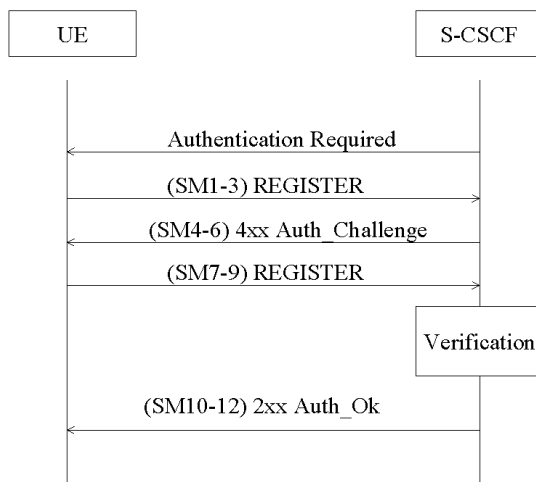 UE
S-CSCF
Authentication Required
(SM1-3) REGISTER
(SM4-6) 4xx Auth_Challenge
(SM7-9) REGISTER
Verification
(SM10-12) 2xx Auth_Ok